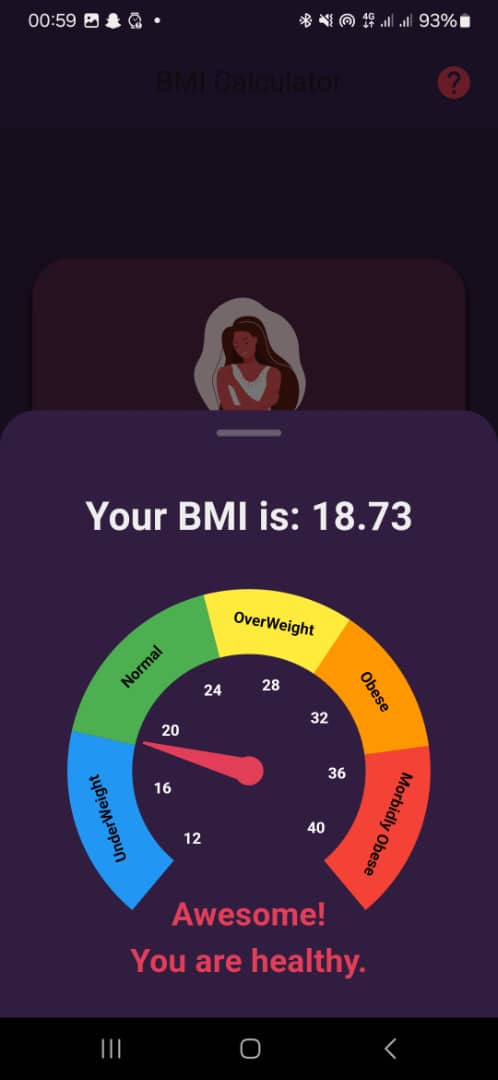 00:59 4G 93%
BMI Calculator ?
Your BMI is: 18.73
OverWeight
Normal
Obese
24 28
20 32
16 36
UnderWeight
Morbidly Obese
12 40
Awesome!
You are healthy.